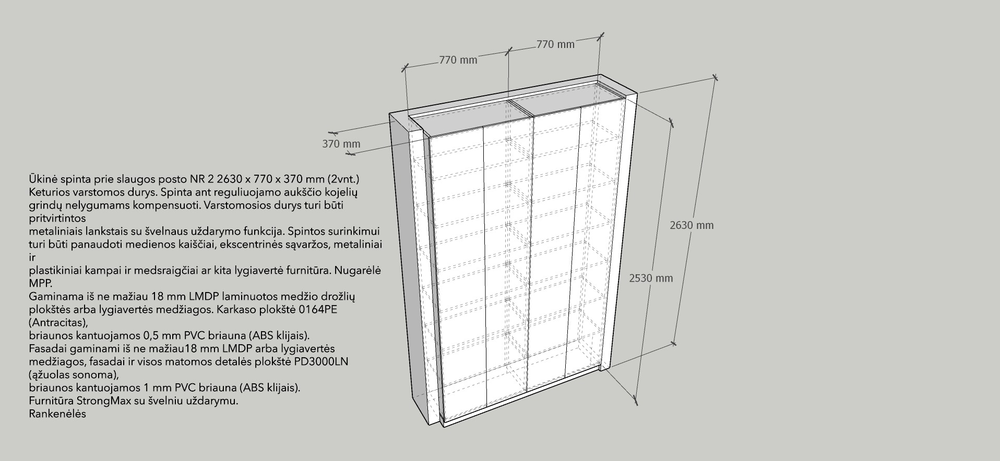 770 mm
770 mm
370 mm
Ūkinė spinta prie slaugos posto NR 2 2630 x 770 x 370 mm (2vnt.)
Keturios varstomos durys. Spinta ant reguliuojamo aukščio kojelių
grindų nelygumams kompensuoti. Varstomosios durys turi būti
pritvirtintos
metaliniais lankstais su švelnaus uždarymo funkcija. Spintos surinkimui
turi būti panaudoti medienos kaiščiai, ekscentrinės sąvaržos, metaliniai
ir
plastikiniai kampai ir medsraigčiai ar kita lygiavertė furnitūra. Nugarėlė
MPP.
Gaminama iš ne mažiau 18 mm LMDP laminuotos medžio drožlių
plokštės arba lygiavertės medžiagos. Karkaso plokštė 0164PE
(Antracitas),
briaunos kantuojamos 0,5 mm PVC briauna (ABS klijais).
Fasadai gaminami iš ne mažiau18 mm LMDP arba lygiavertės
medžiagos, fasadai ir visos matomos detalės plokštė PD3000LN
(ąžuolas sonoma),
briaunos kantuojamos 1 mm PVC briauna (ABS klijais).
Furnitūra StrongMax su švelniu uždarymu.
Rankenėlės
2630 mm
2530 mm